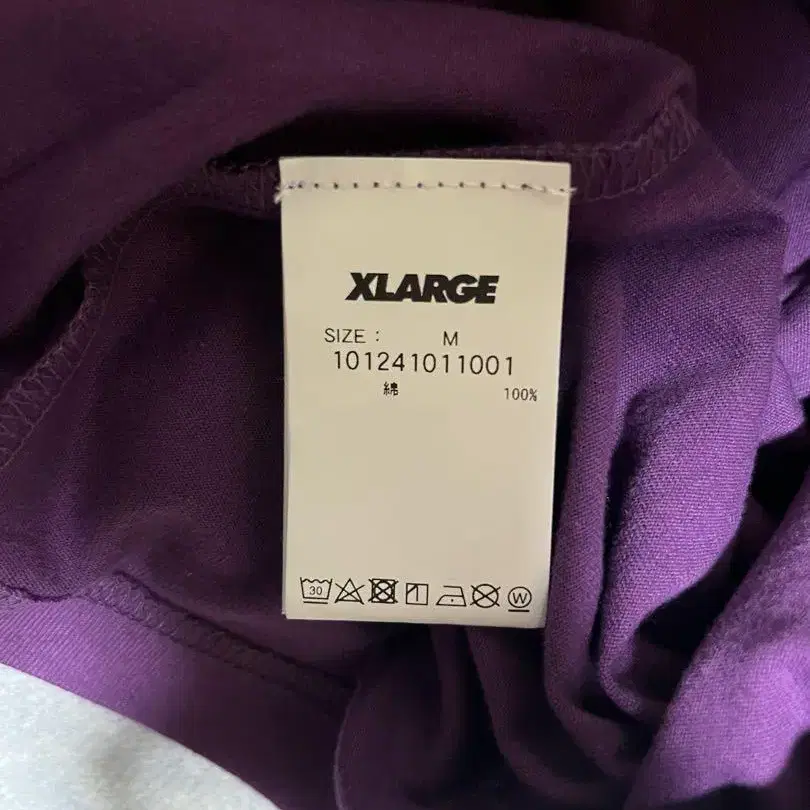 XLARGE
SIZE : M
101241011001
綿 100%
30 W